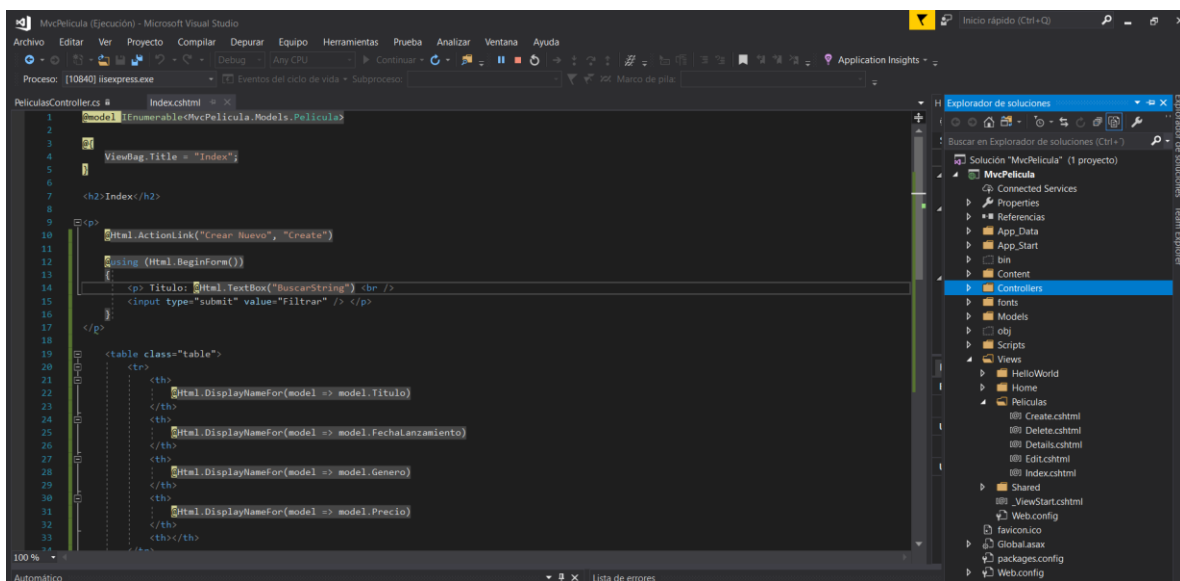 MvcPelicula (Ejecución) - Microsoft Visual Studio
Inicio rápido (Ctrl+Q)
Archivo Editar Ver Proyecto Compilar Depurar Equipo Herramientas Prueba Analizar Ventana Ayuda
Debug Any CPU Continuar Application Insights
Proceso: [10840] iisexpress.exe Eventos del ciclo de vida Subproceso: Marco de pila:
PeliculasController.cs Index.cshtml
1 @model IEnumerable<MvcPelicula.Models.Pelicula>
2
3 @{
4 ViewBag.Title = "Index";
5 }
6
7 <h2>Index</h2>
8
9 <p>
10 @Html.ActionLink("Crear Nuevo", "Create")
11
12 @using (Html.BeginForm())
13 {
14 <p> Titulo: @Html.TextBox("BuscarString") <br />
15 <input type="submit" value="Filtrar" /> </p>
16 }
17 </p>
18
19 <table class="table">
20 <tr>
21 <th>
22 @Html.DisplayNameFor(model => model.Titulo)
23 </th>
24 <th>
25 @Html.DisplayNameFor(model => model.FechaLanzamiento)
26 </th>
27 <th>
28 @Html.DisplayNameFor(model => model.Genero)
29 </th>
30 <th>
31 @Html.DisplayNameFor(model => model.Precio)
32 </th>
33 <th></th>
34 </tr>
100 %
Automático
Lista de errores
Explorador de soluciones
Buscar en Explorador de soluciones (Ctrl+´)
Solución "MvcPelicula" (1 proyecto)
MvcPelicula
Connected Services
Properties
Referencias
App_Data
App_Start
bin
Content
Controllers
fonts
Models
obj
Scripts
Views
HelloWorld
Home
Peliculas
Create.cshtml
Delete.cshtml
Details.cshtml
Edit.cshtml
Index.cshtml
Shared
_ViewStart.cshtml
Web.config
favicon.ico
Global.asax
packages.config
Web.config
Explorador de soluciones
Team Explorer